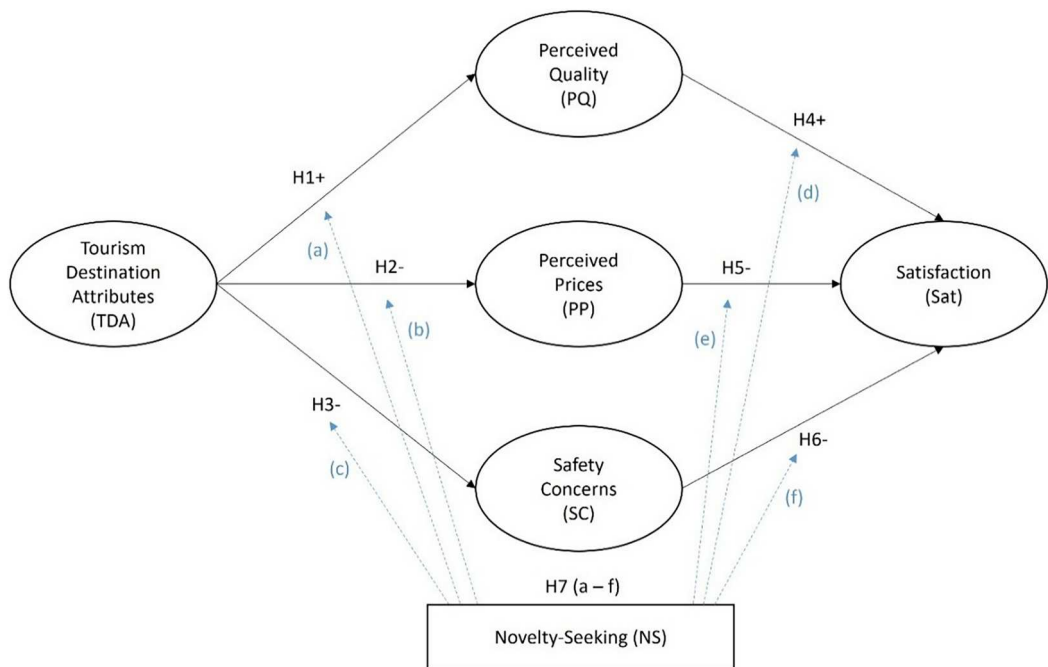 Perceived
Quality
(PQ)
H4+
H1+
(d)
(a)
Tourism
Destination
Attributes
(TDA)
H2-
Perceived
Prices
(PP)
H5-
Satisfaction
(Sat)
(b)
(e)
H3-
(c)
Safety
Concerns
(SC)
H6-
(f)
H7 (a – f)
Novelty-Seeking (NS)